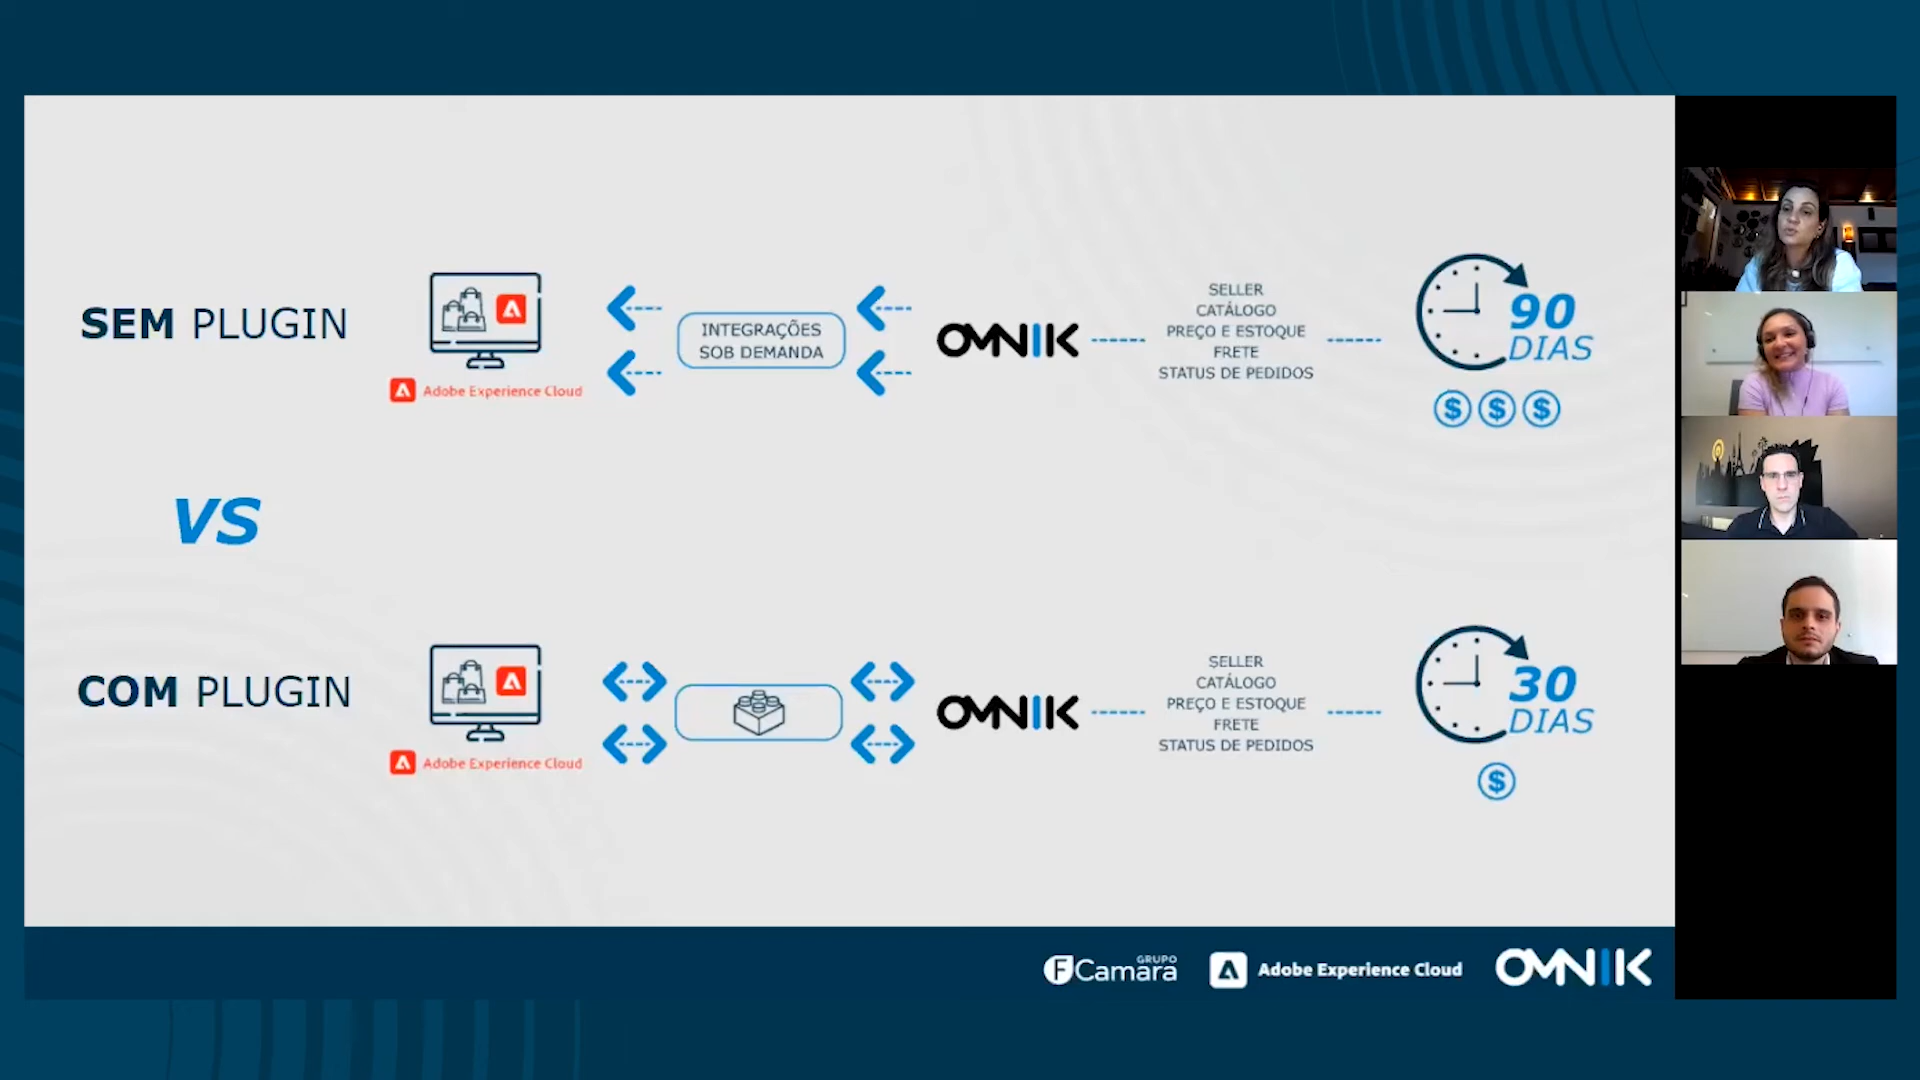 SEM PLUGIN
Adobe Experience Cloud
INTEGRAÇÕES
SOB DEMANDA
OMNIK
SELLER
CATÁLOGO
PREÇO E ESTOQUE
FRETE
STATUS DE PEDIDOS
90
DIAS
$ $ $
VS
COM PLUGIN
Adobe Experience Cloud
OMNIK
SELLER
CATÁLOGO
PREÇO E ESTOQUE
FRETE
STATUS DE PEDIDOS
30
DIAS
$
GRUPO
FCamara
Adobe Experience Cloud
OMNIK